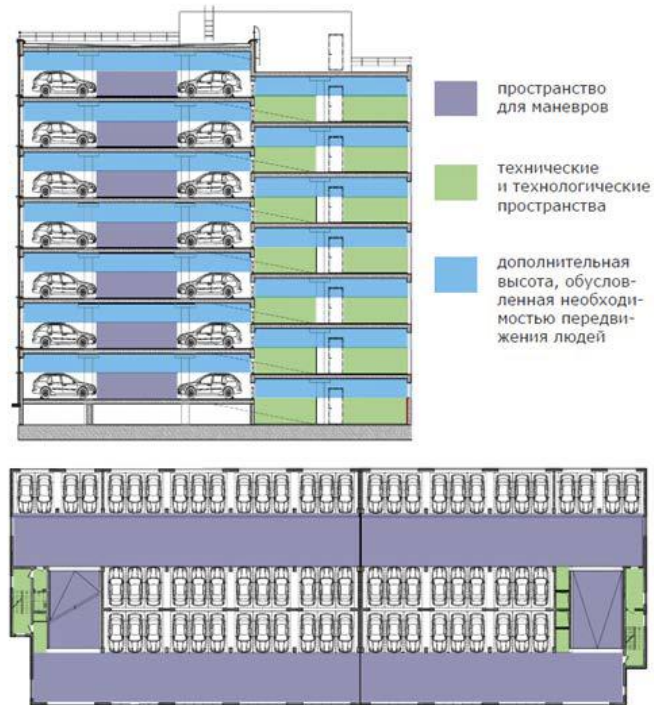 пространство
для маневров
технические
и технологические
пространства
дополнительная
высота, обуслов-
ленная необходи-
мостью передви-
жения людей